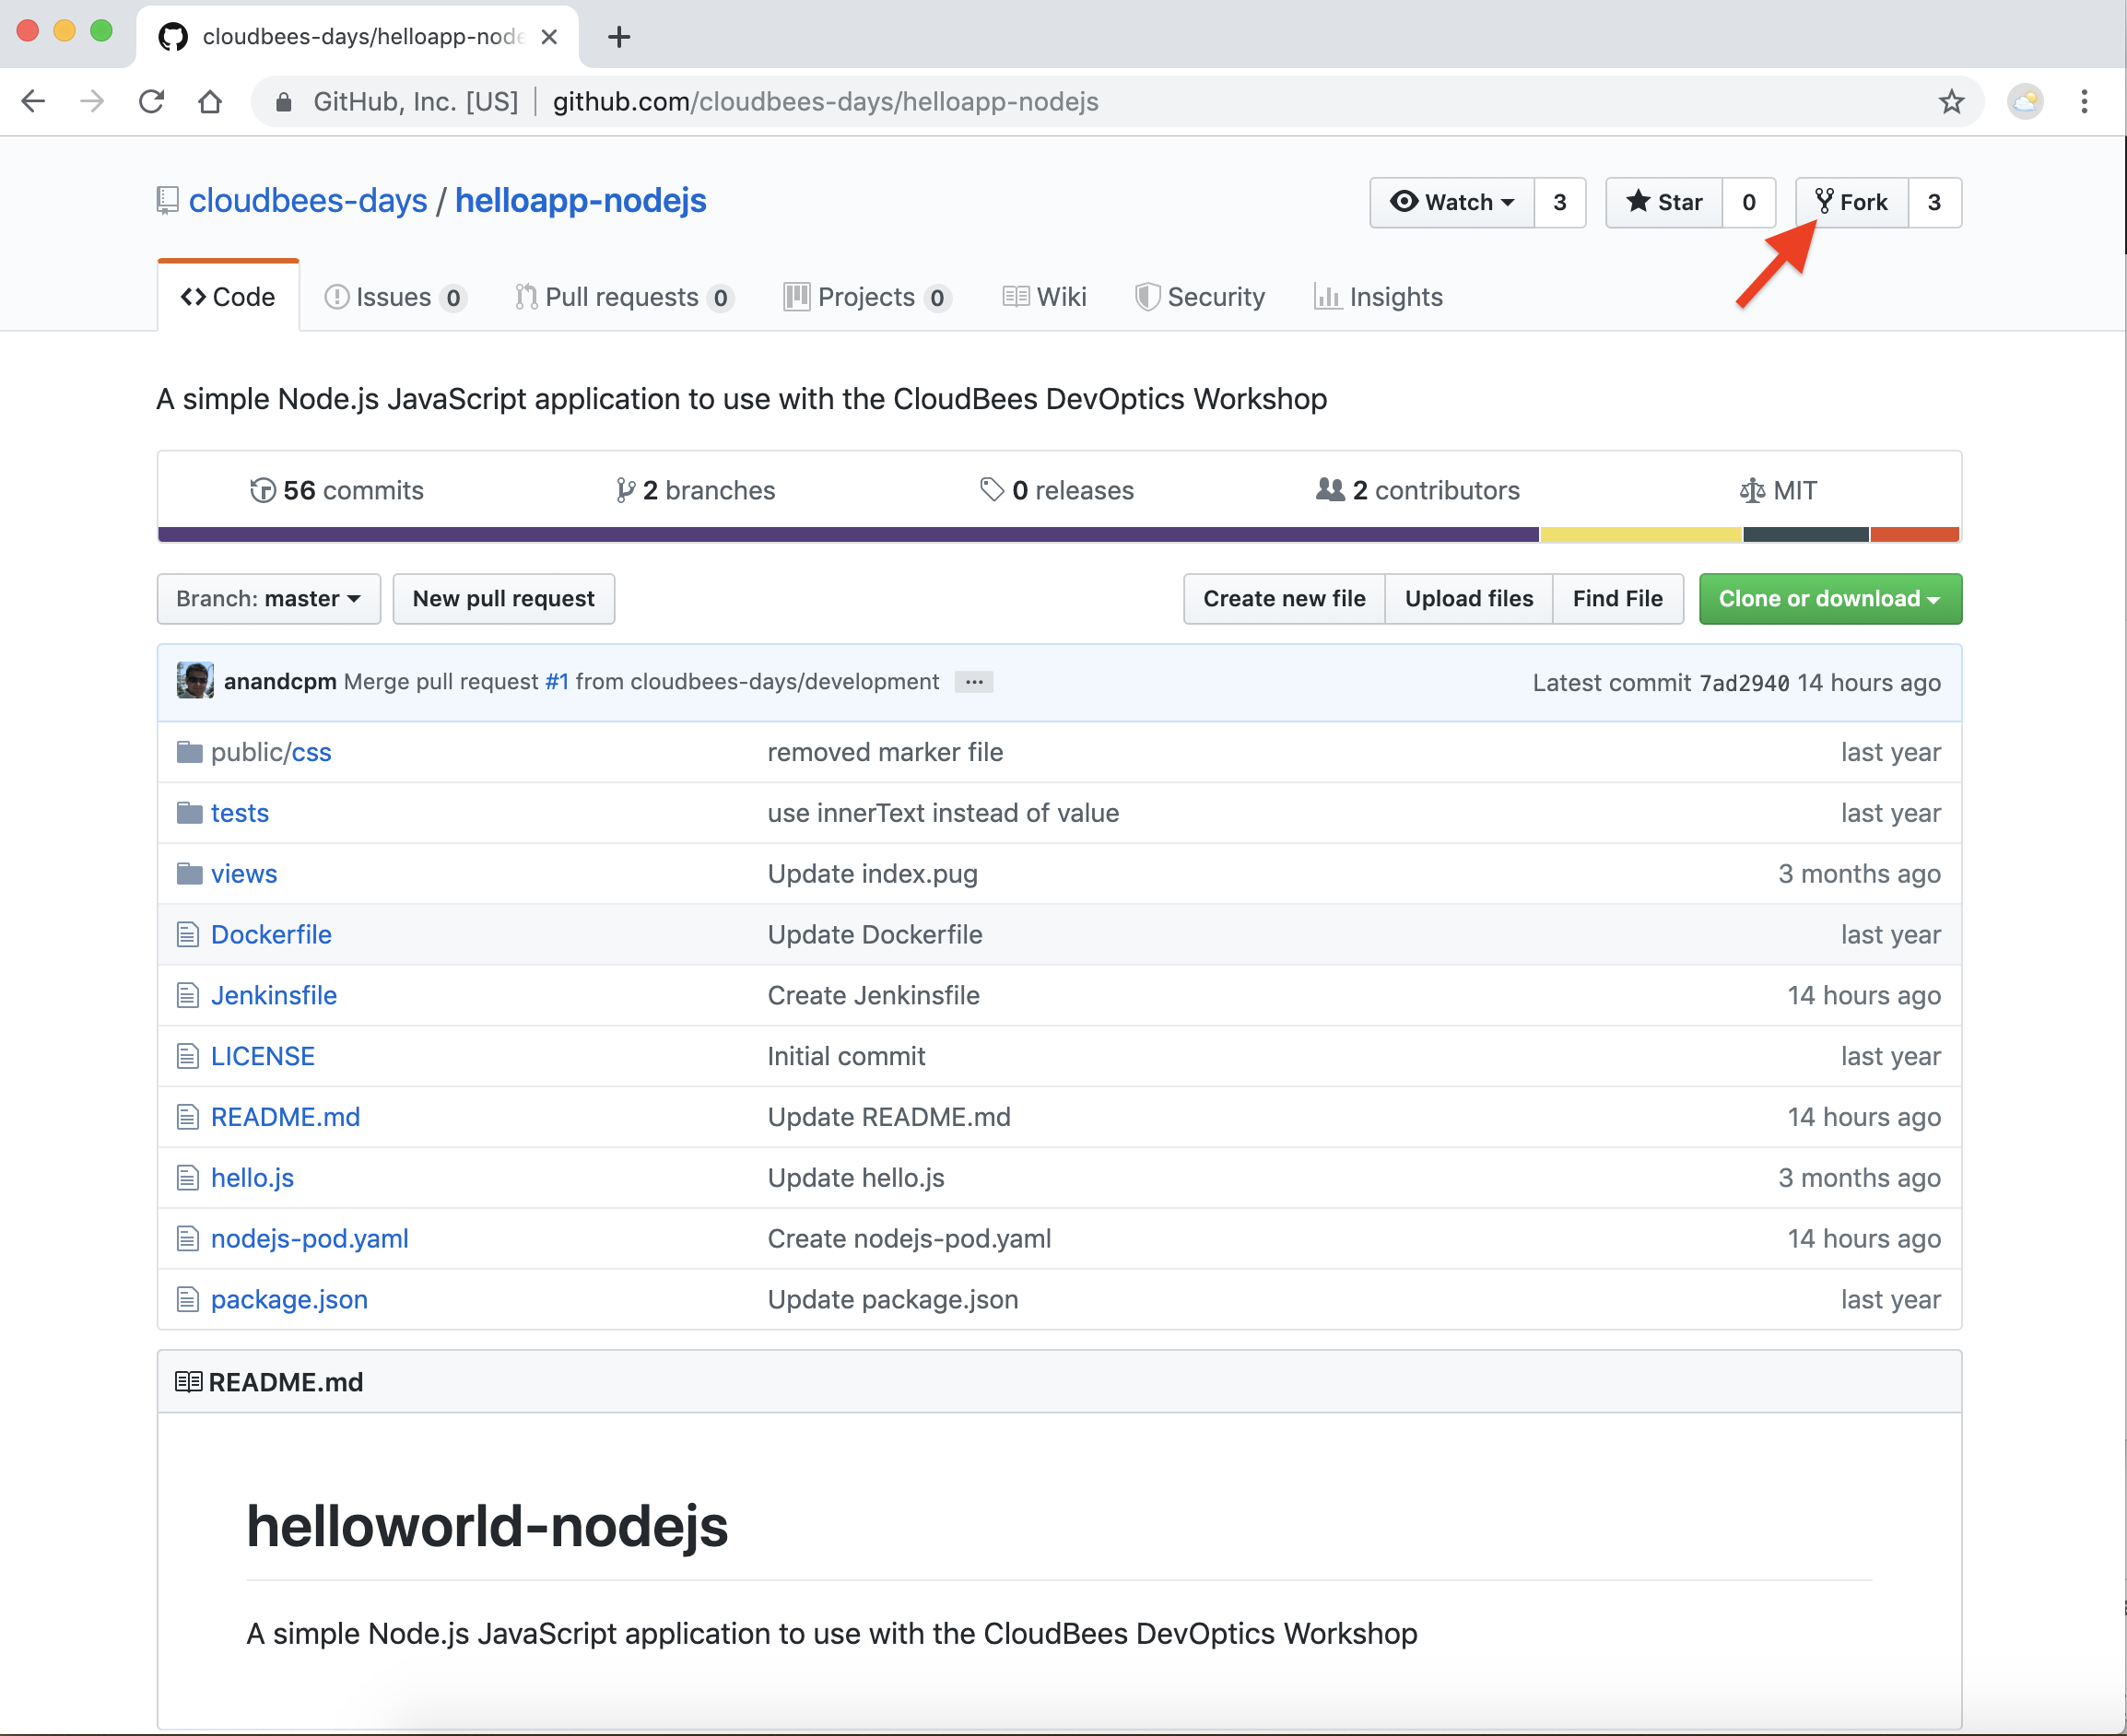 cloudbees-days/helloapp-node
GitHub, Inc. [US] | github.com/cloudbees-days/helloapp-nodejs
cloudbees-days / helloapp-nodejs
Watch 3 Star 0 Fork 3
Code Issues 0 Pull requests 0 Projects 0 Wiki Security Insights
A simple Node.js JavaScript application to use with the CloudBees DevOptics Workshop
56 commits 2 branches 0 releases 2 contributors MIT
Branch: master New pull request Create new file Upload files Find File Clone or download
anandcpm Merge pull request #1 from cloudbees-days/development ... Latest commit 7ad2940 14 hours ago
public/css removed marker file last year
tests use innerText instead of value last year
views Update index.pug 3 months ago
Dockerfile Update Dockerfile last year
Jenkinsfile Create Jenkinsfile 14 hours ago
LICENSE Initial commit last year
README.md Update README.md 14 hours ago
hello.js Update hello.js 3 months ago
nodejs-pod.yaml Create nodejs-pod.yaml 14 hours ago
package.json Update package.json last year
README.md
helloworld-nodejs
A simple Node.js JavaScript application to use with the CloudBees DevOptics Workshop